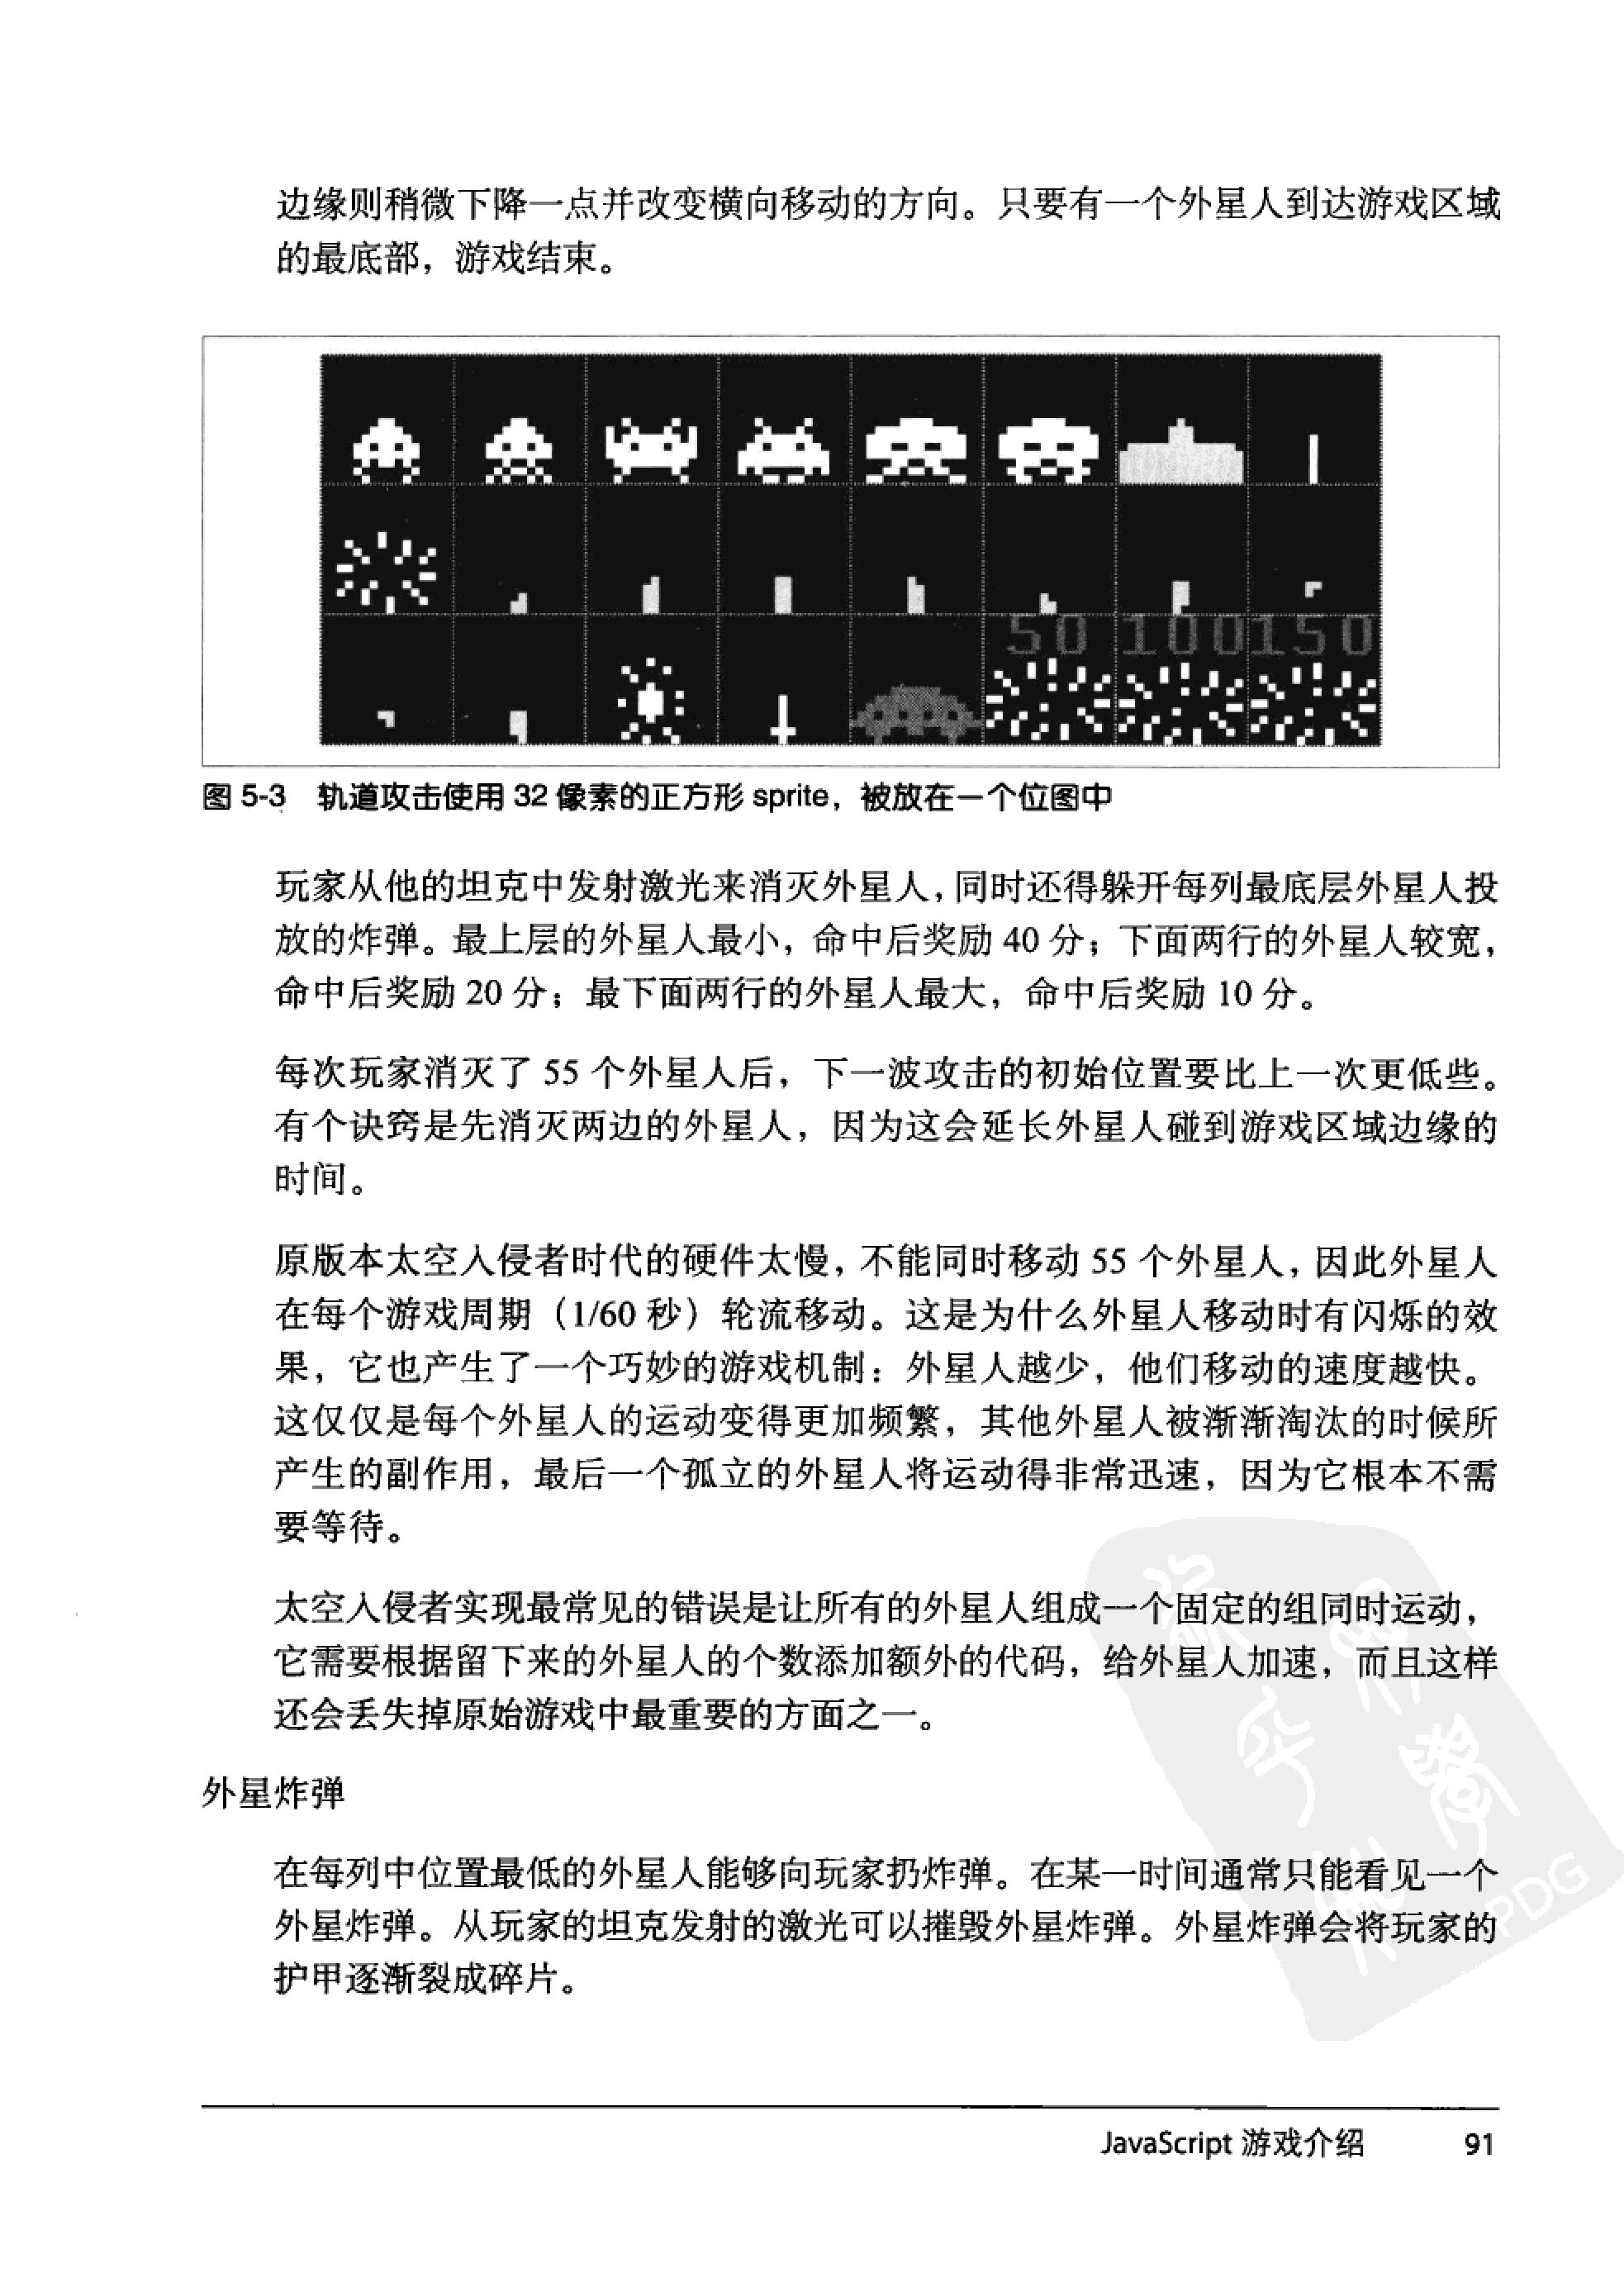 边缘则稍微下降一点并改变横向移动的方向。只要有一个外星人到达游戏区域
的最底部，游戏结束。
50 100 150
图 5-3 轨道攻击使用 32 像素的正方形 sprite，被放在一个位图中
玩家从他的坦克中发射激光来消灭外星人，同时还得躲开每列最底层外星人投
放的炸弹。最上层的外星人最小，命中后奖励 40 分；下面两行的外星人较宽，
命中后奖励 20 分；最下面两行的外星人最大，命中后奖励 10 分。
每次玩家消灭了 55 个外星人后，下一波攻击的初始位置要比上一次更低些。
有个诀窍是先消灭两边的外星人，因为这会延长外星人碰到游戏区域边缘的
时间。
原版本太空入侵者时代的硬件太慢，不能同时移动 55 个外星人，因此外星人
在每个游戏周期（1/60 秒）轮流移动。这是为什么外星人移动时有闪烁的效
果，它也产生了一个巧妙的游戏机制：外星人越少，他们移动的速度越快。
这仅仅是每个外星人的运动变得更加频繁，其他外星人被渐渐淘汰的时候所
产生的副作用，最后一个孤立的外星人将运动得非常迅速，因为它根本不需
要等待。
太空入侵者实现最常见的错误是让所有的外星人组成一个固定的组同时运动，
它需要根据留下来的外星人的个数添加额外的代码，给外星人加速，而且这样
还会丢失掉原始游戏中最重要的方面之一。
外星炸弹
在每列中位置最低的外星人能够向玩家扔炸弹。在某一时间通常只能看见一个
外星炸弹。从玩家的坦克发射的激光可以摧毁外星炸弹。外星炸弹会将玩家的
护甲逐渐裂成碎片。
PDG
JavaScript 游戏介绍 91